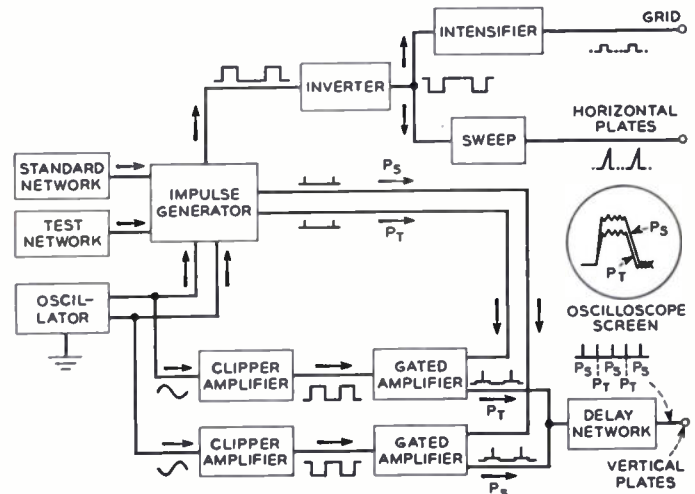 GRID
INTENSIFIER
INVERTER
HORIZONTAL
PLATES
SWEEP
STANDARD
NETWORK
IMPULSE
GENERATOR
PS
PT
TEST
NETWORK
PS
PT
OSCIL-
LATOR
OSCILLOSCOPE
SCREEN
CLIPPER
AMPLIFIER
GATED
AMPLIFIER
PT
PS PS PS
PT PT
DELAY
NETWORK
CLIPPER
AMPLIFIER
GATED
AMPLIFIER
PS
VERTICAL
PLATES